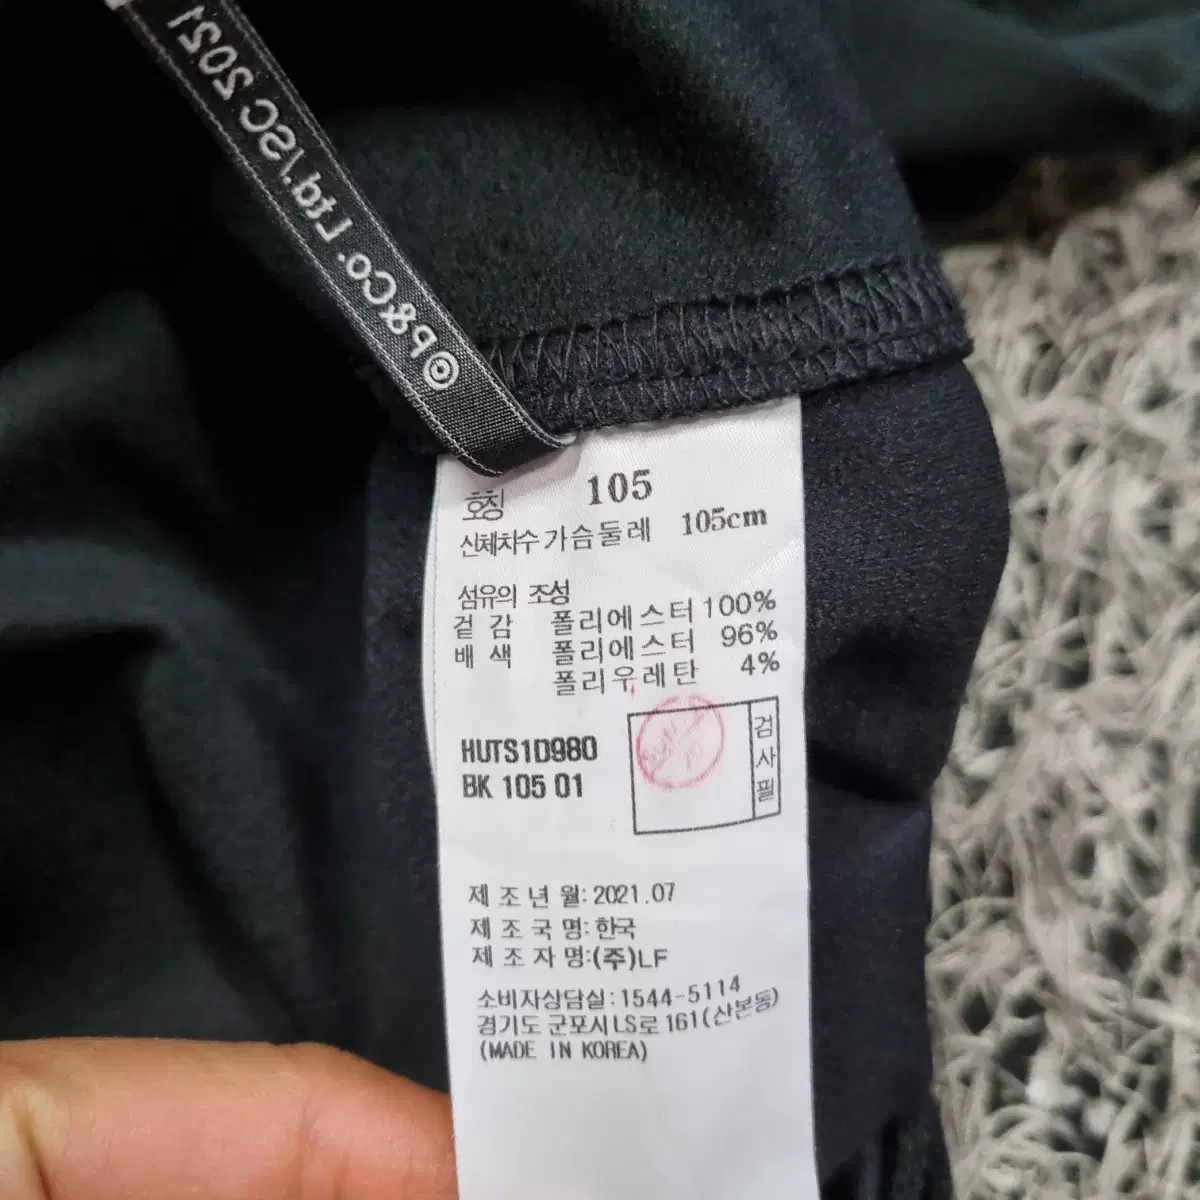 ©P&Co. Ltd./SC 2021
호칭 105
신체치수 가슴둘레 105cm
섬유의 조성
겉 감 폴리에스터 100%
배 색 폴리에스터 96%
폴리우레탄 4%
HUTS1D980
BK 105 01
검사필
제 조 년 월: 2021.07
제 조 국 명: 한국
제 조 자 명:(주)LF
소비자상담실:1544-5114
경기도 군포시 LS로 161(산본동)
(MADE IN KOREA)